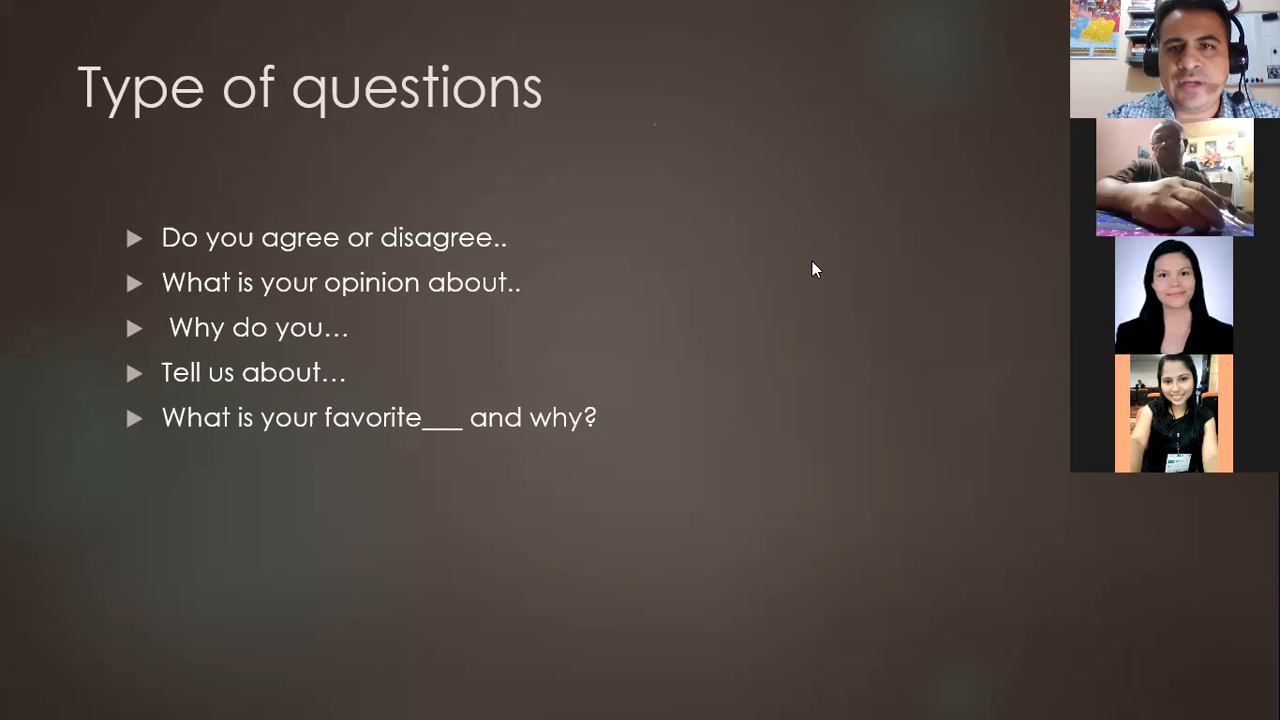 Type of questions
Do you agree or disagree..
What is your opinion about..
Why do you…
Tell us about…
What is your favorite___ and why?